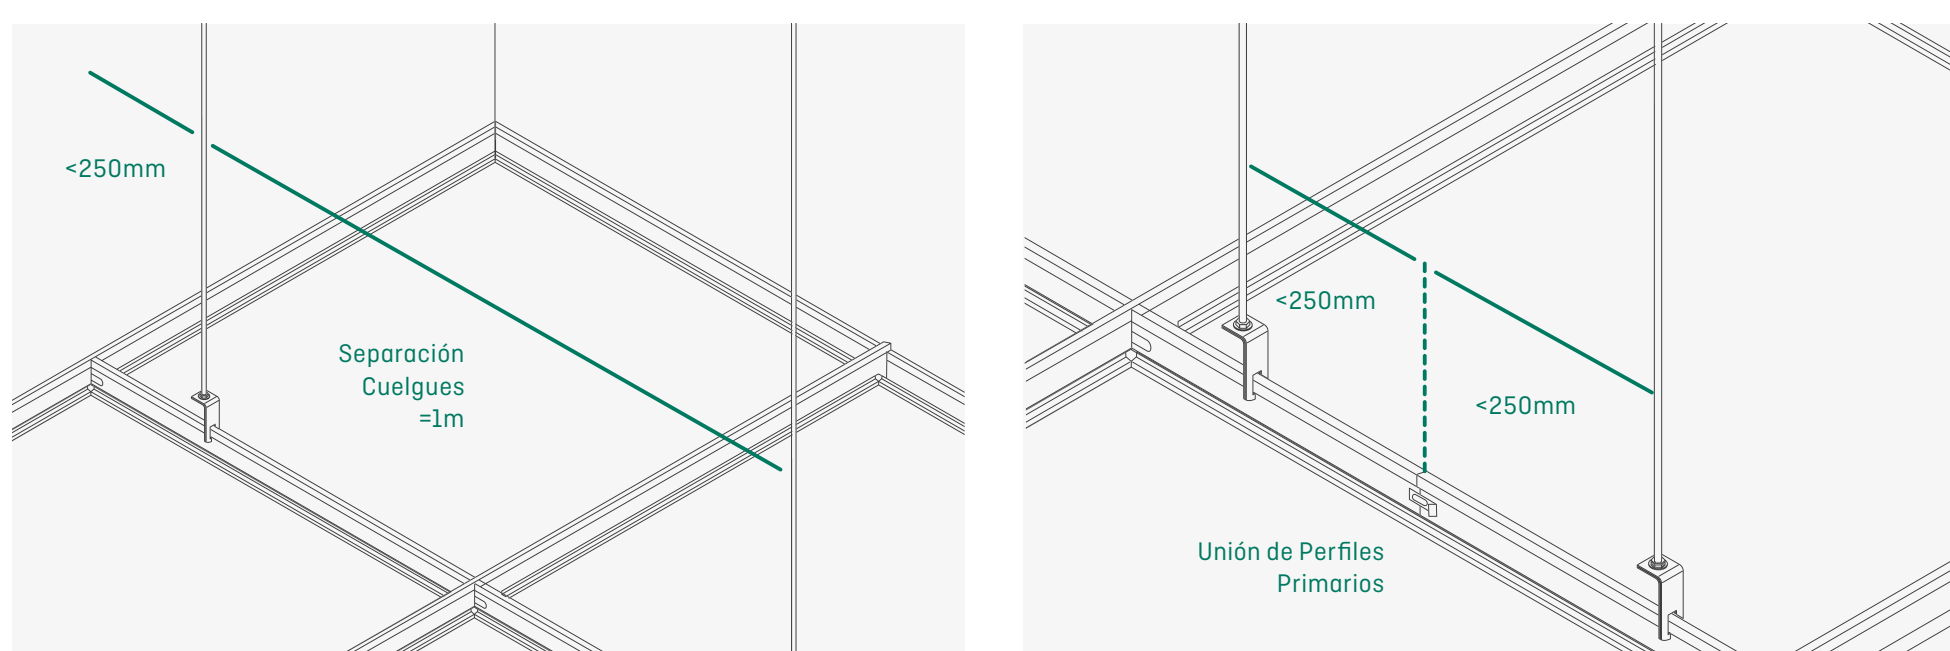 <250mm
Separación
Cuelgues
=1m
<250mm
<250mm
Unión de Perfiles
Primarios